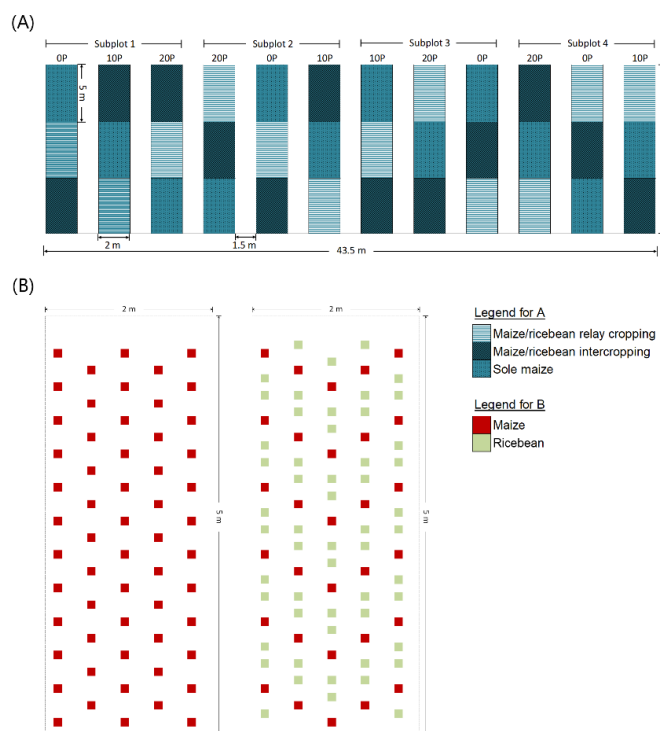 (A)
Subplot 1 Subplot 2 Subplot 3 Subplot 4
0P 10P 20P 20P 0P 10P 10P 20P 0P 20P 0P 10P
5 m
2 m 1.5 m
43.5 m
(B)
2 m 2 m
5 m 5 m
Legend for A
Maize/ricebean relay cropping
Maize/ricebean intercropping
Sole maize
Legend for B
Maize
Ricebean